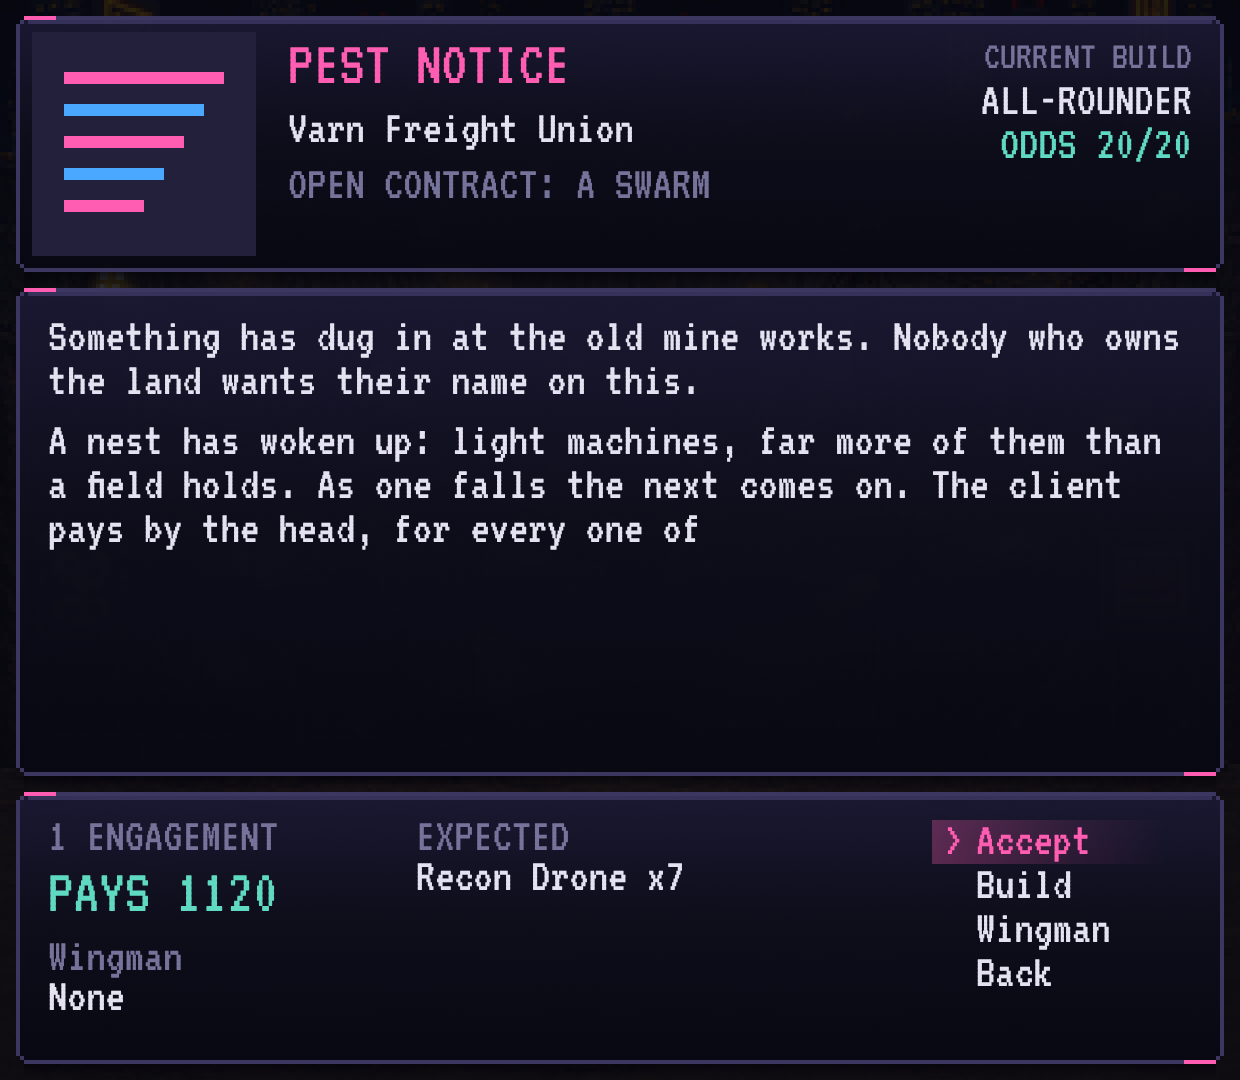 PEST NOTICE
Varn Freight Union
OPEN CONTRACT: A SWARM
CURRENT BUILD
ALL-ROUNDER
ODDS 20/20
Something has dug in at the old mine works. Nobody who owns
the land wants their name on this.
A nest has woken up: light machines, far more of them than
a field holds. As one falls the next comes on. The client
pays by the head, for every one of
1 ENGAGEMENT
PAYS 1120
Wingman
None
EXPECTED
Recon Drone x7
> Accept
Build
Wingman
Back